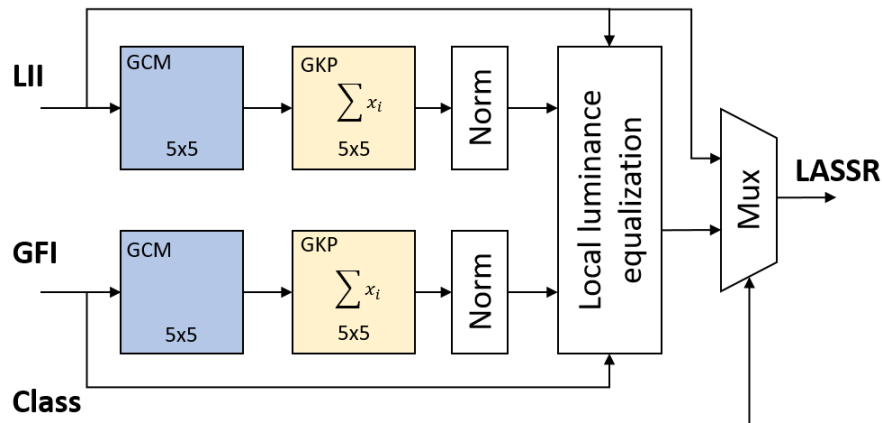 LII
GCM
5x5
GKP
∑ xᵢ
5x5
Norm
GFI
GCM
5x5
GKP
∑ xᵢ
5x5
Norm
Local luminance
equalization
Mux
LASSR
Class